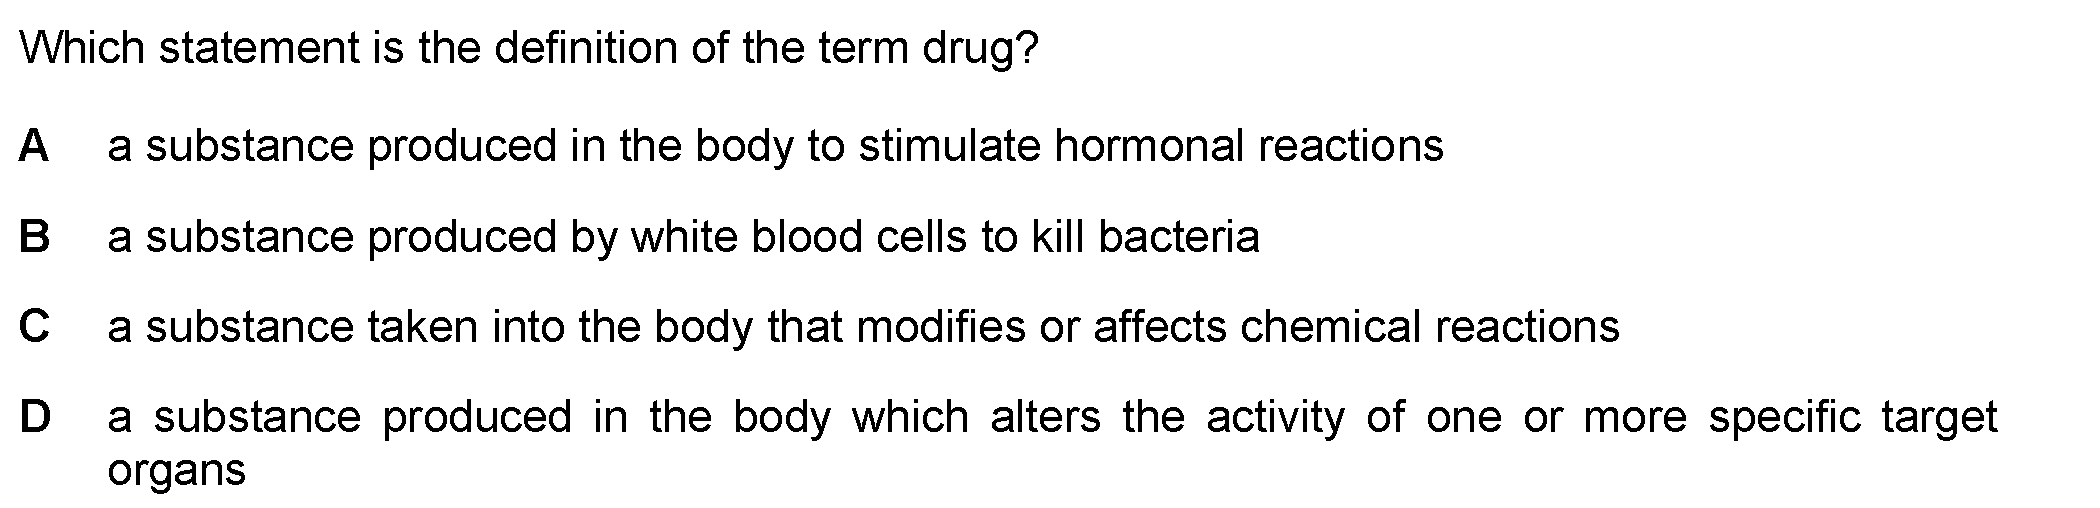 Which statement is the definition of the term drug?
A a substance produced in the body to stimulate hormonal reactions
B a substance produced by white blood cells to kill bacteria
C a substance taken into the body that modifies or affects chemical reactions
D a substance produced in the body which alters the activity of one or more specific target
organs